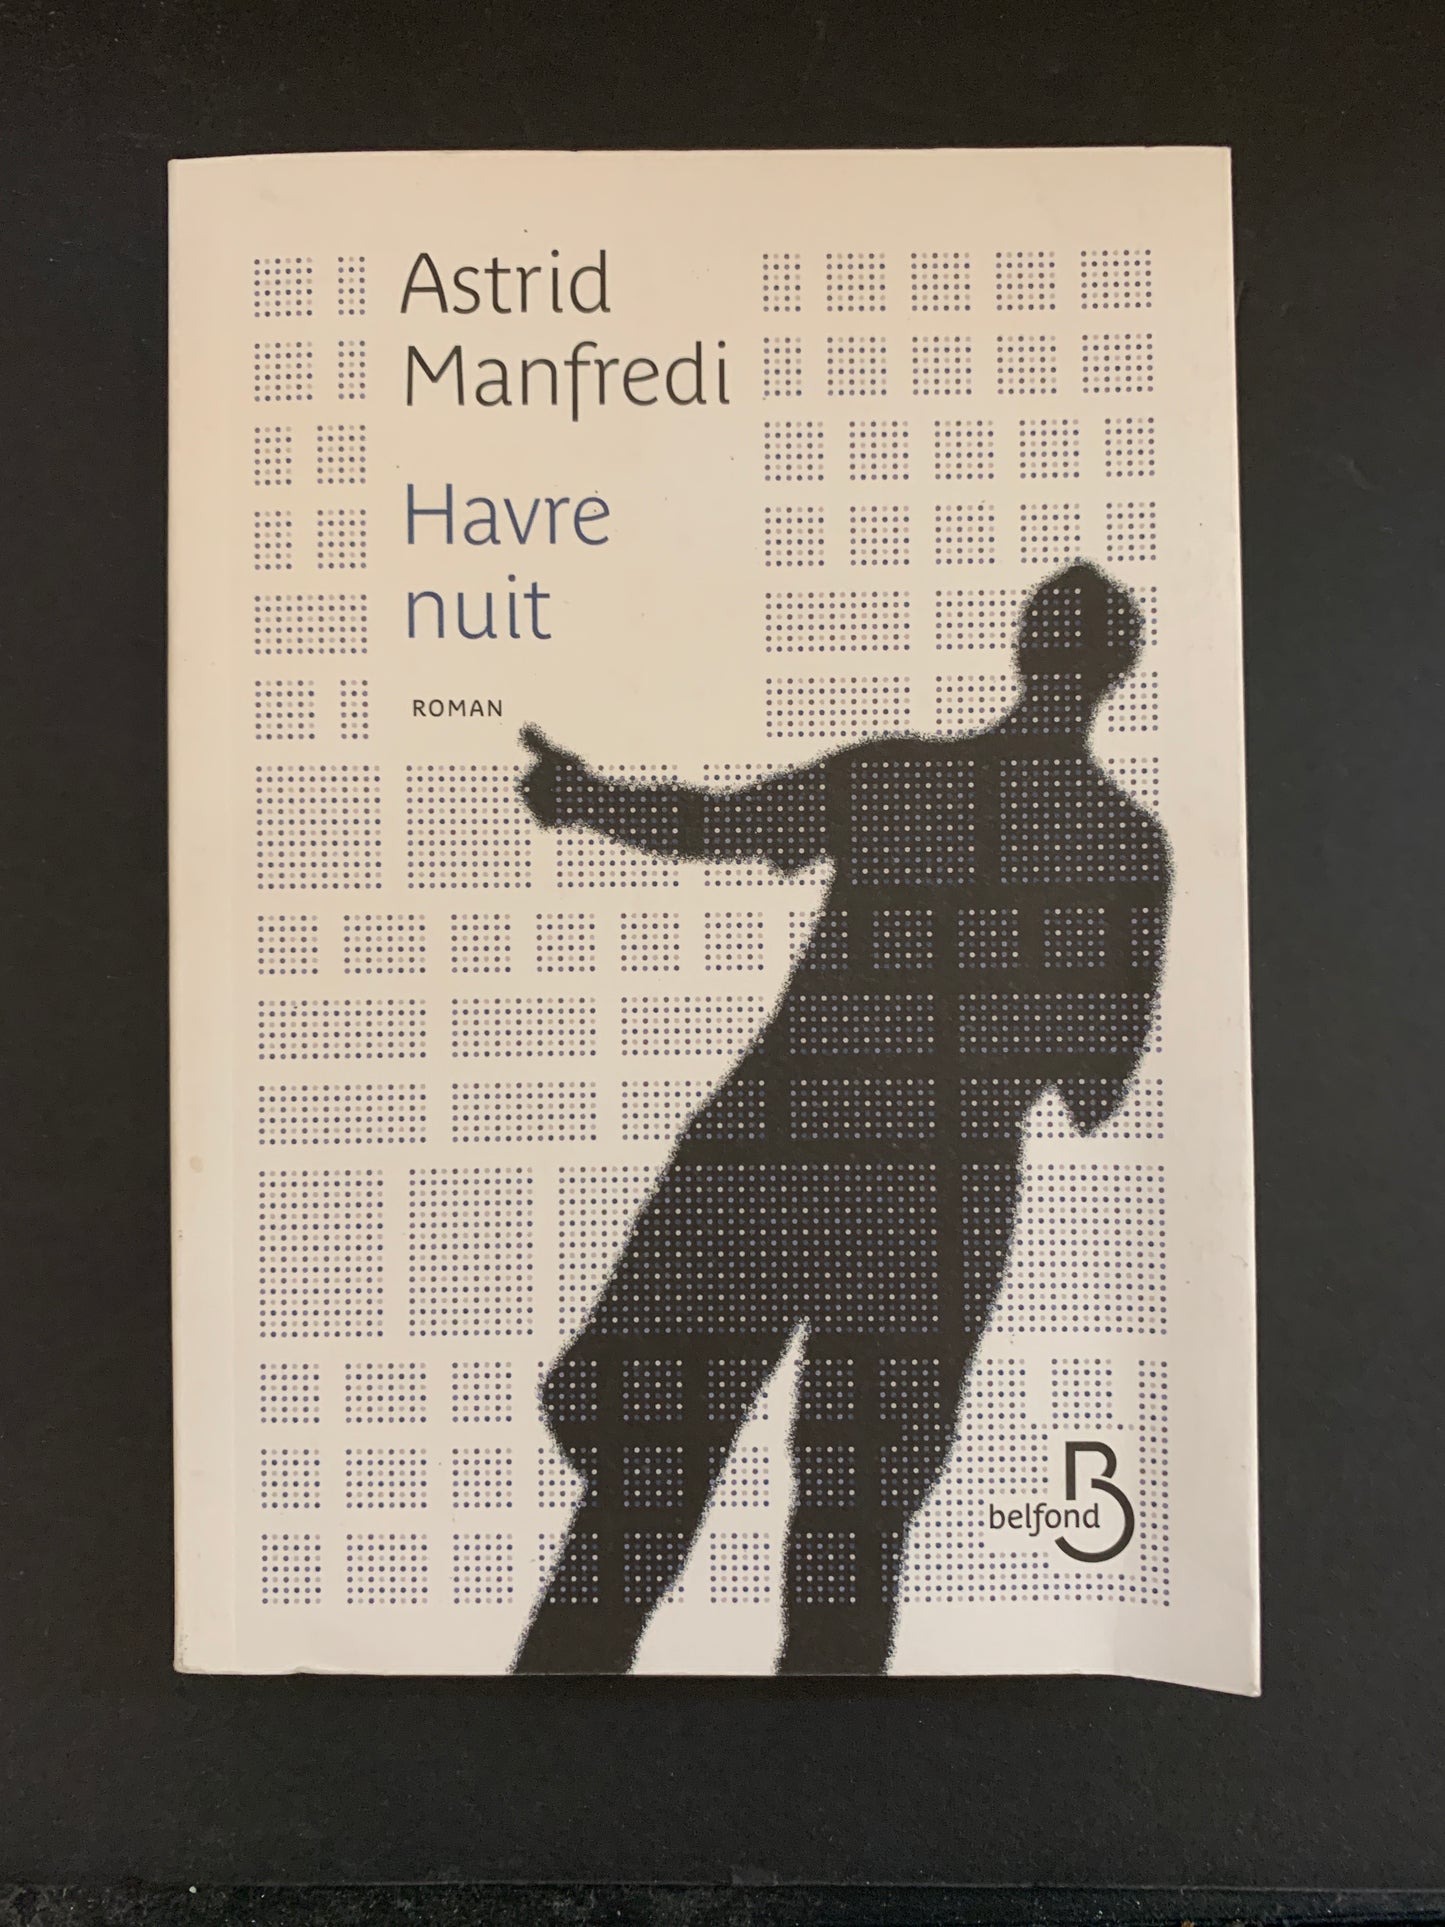 Astrid
Manfredi
Havre
nuit
ROMAN
B
belfond